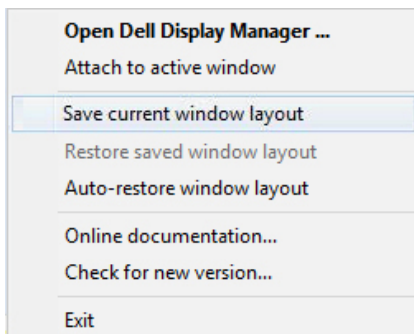 Open Dell Display Manager ...
Attach to active window
Save current window layout
Restore saved window layout
Auto-restore window layout
Online documentation...
Check for new version...
Exit